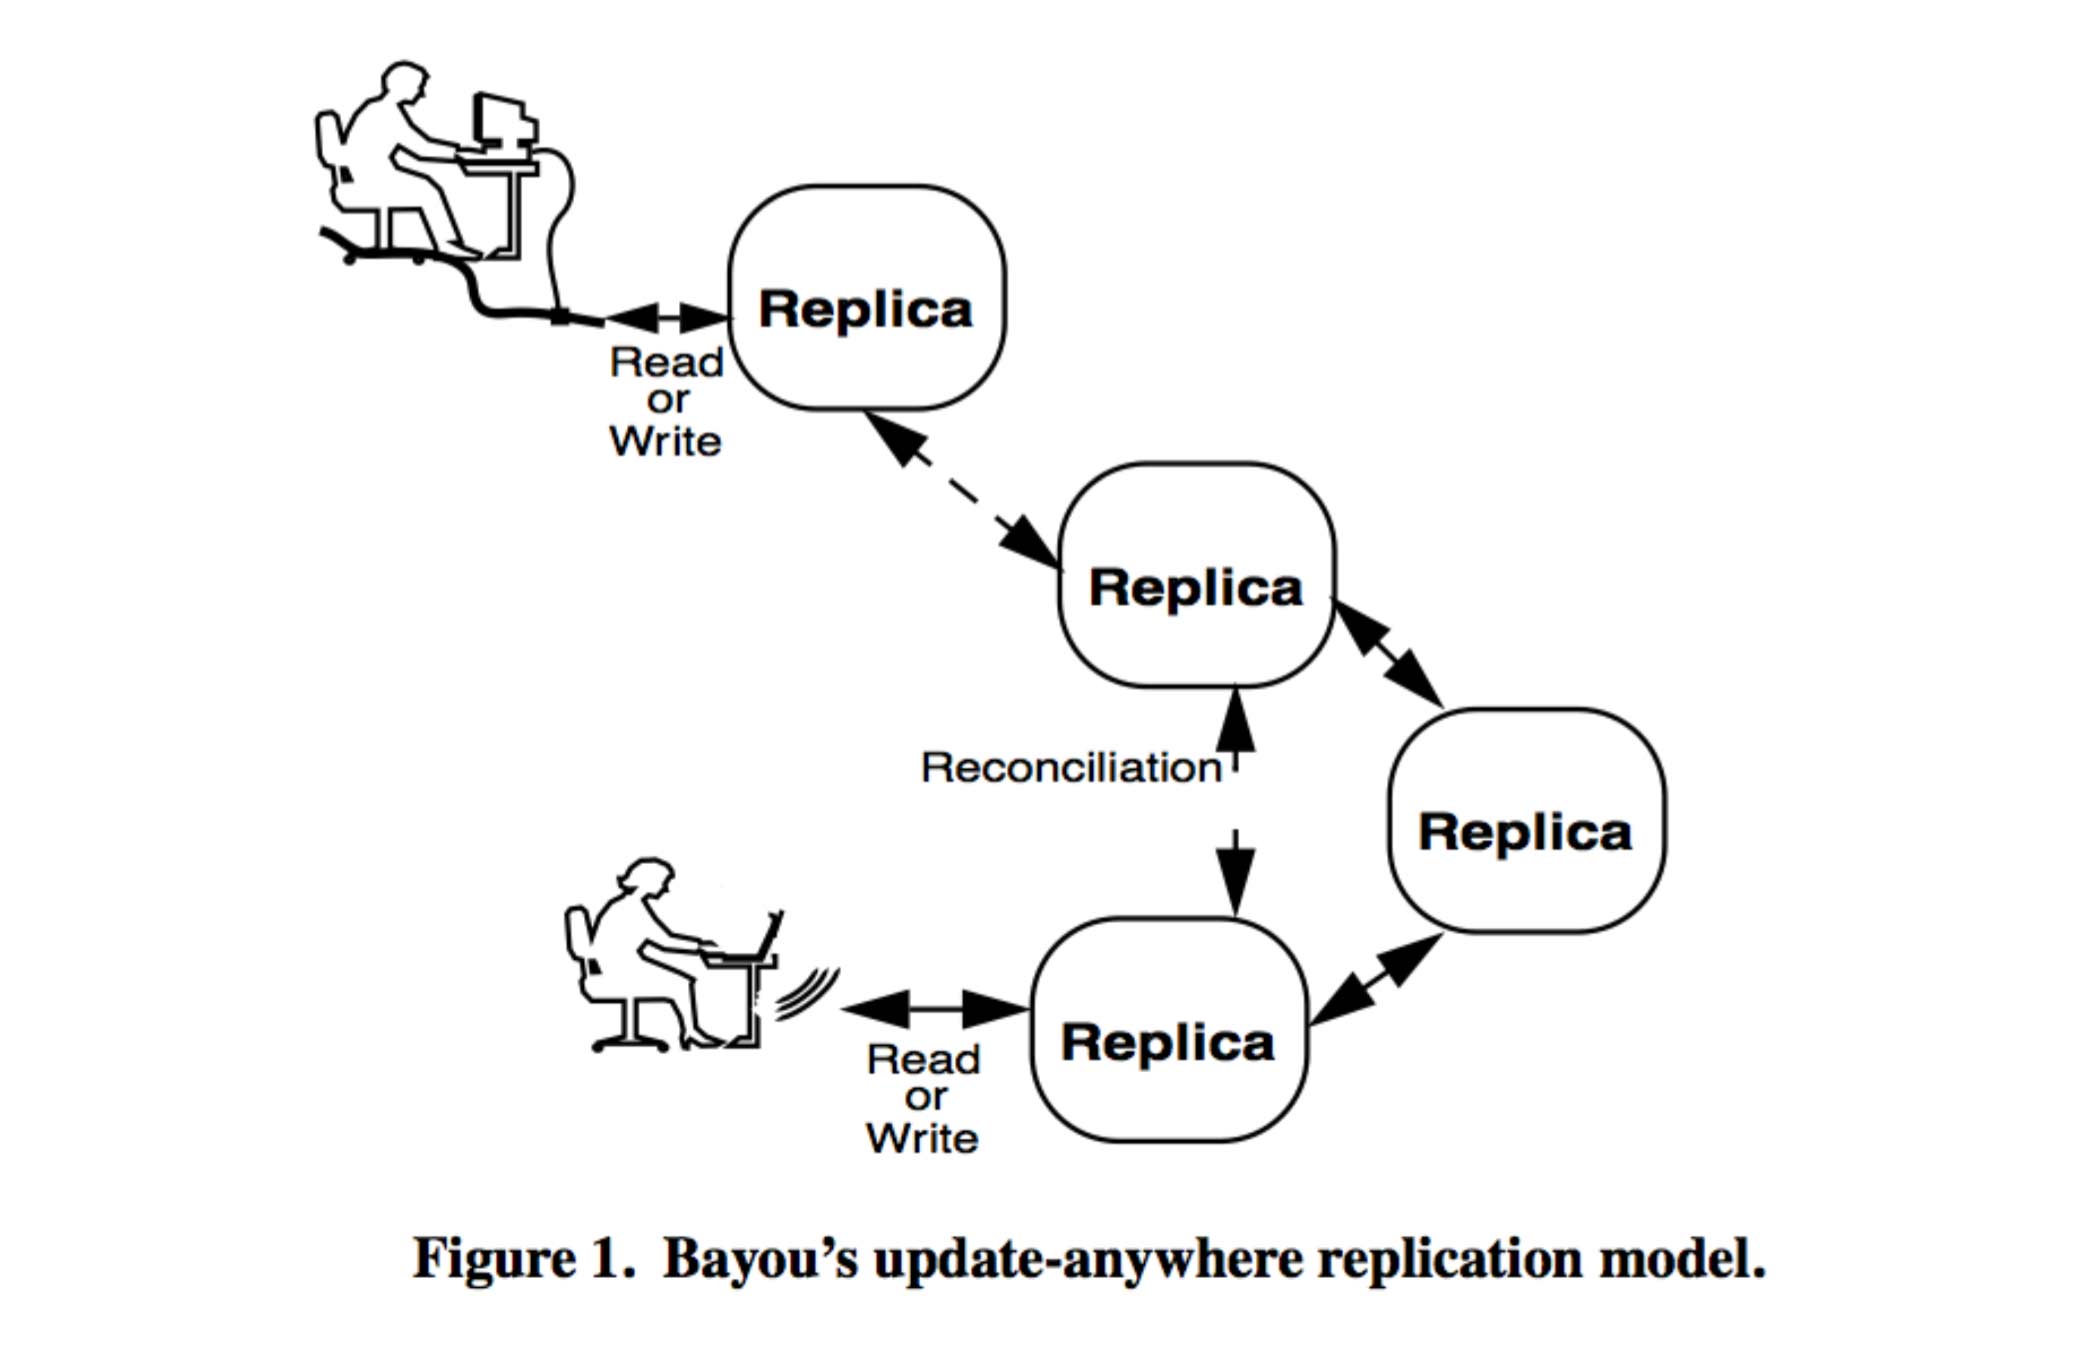 Replica
Read
or
Write
Replica
Reconciliation
Replica
Replica
Read
or
Write
Figure 1. Bayou’s update-anywhere replication model.